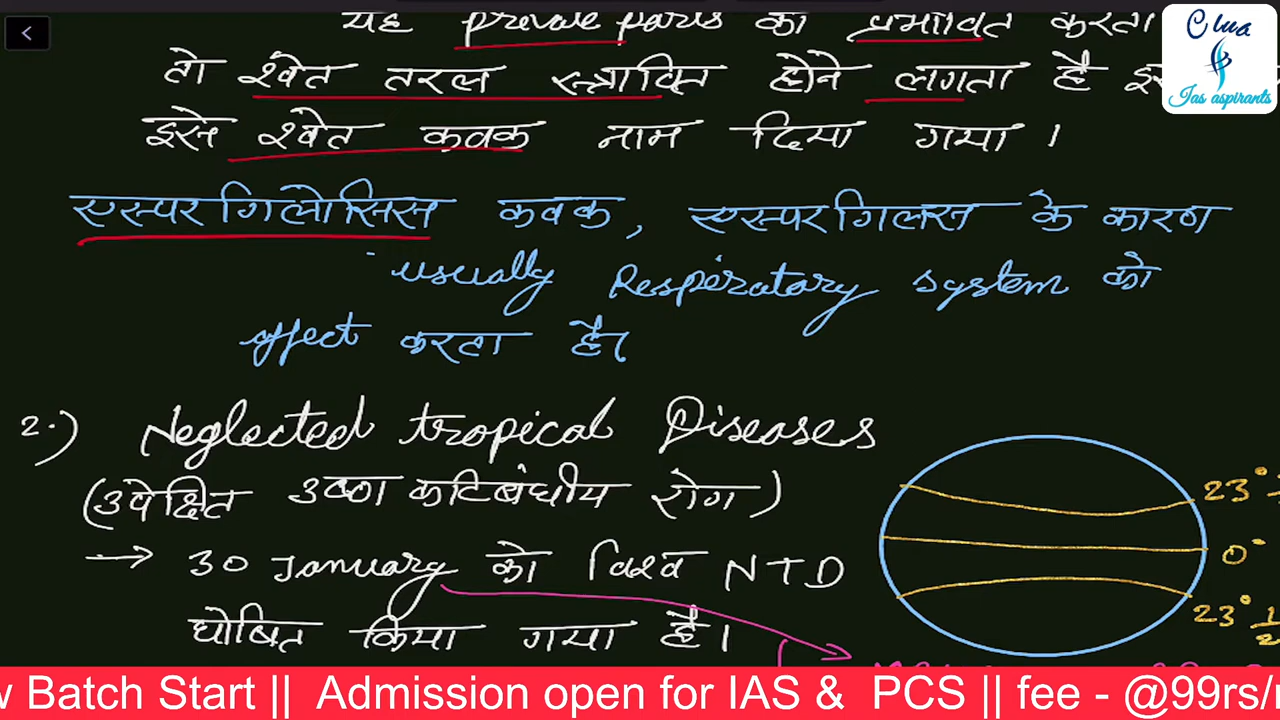 यह private parts को प्रभावित करता
तो श्वेत तरल स्त्रावित होने लगता है
इसे श्वेत कवक नाम दिया गया ।
एस्परगिलोसिस कवक, एस्परगिलस के कारण
usually Respiratory system को
affect करता है।
2.) Neglected tropical Diseases
(उपेक्षित उष्ण कटिबंधीय रोग)
→ 30 January को विश्व NTD
घोषित किया गया है।
23°
0°
23° 1/2
Clua
Ias aspirants
Batch Start || Admission open for IAS & PCS || fee - @99rs/